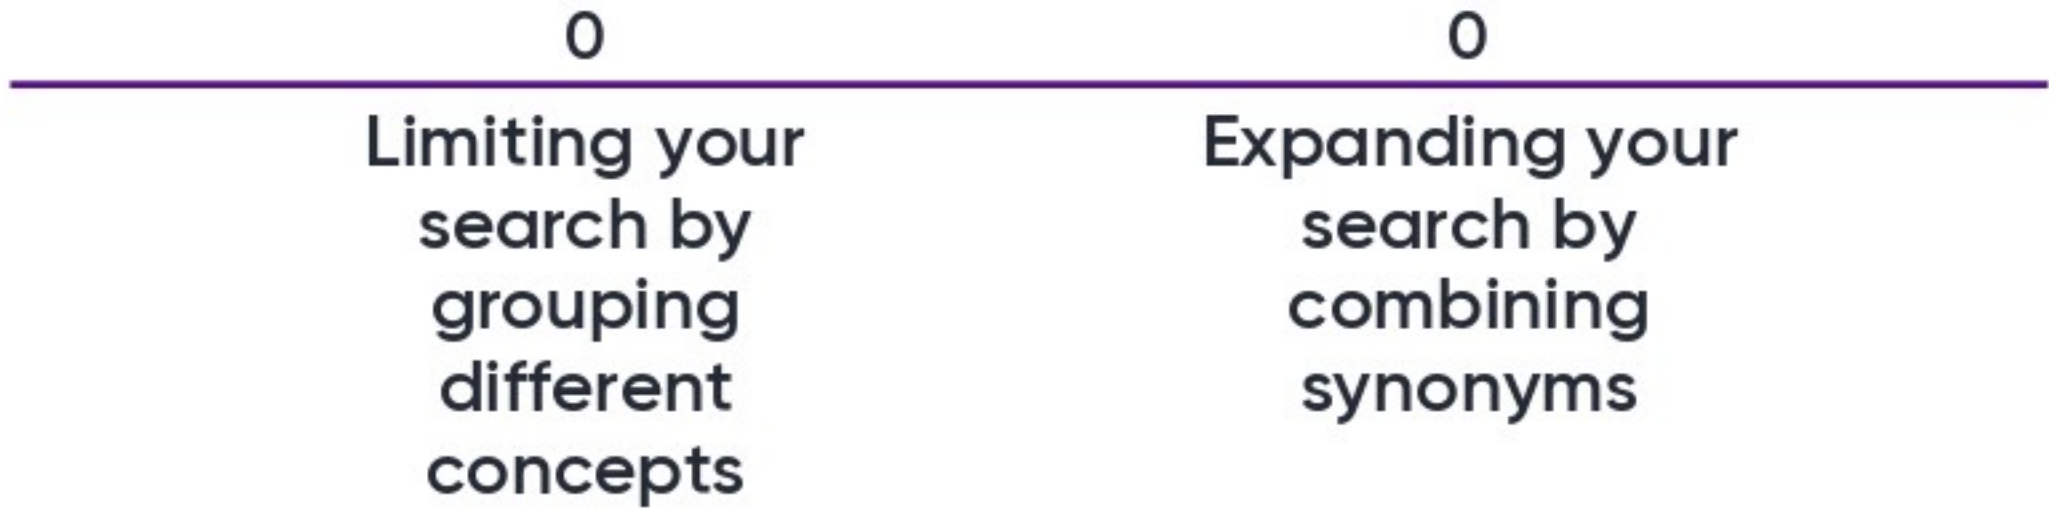 0
Limiting your
search by
grouping
different
concepts
0
Expanding your
search by
combining
synonyms